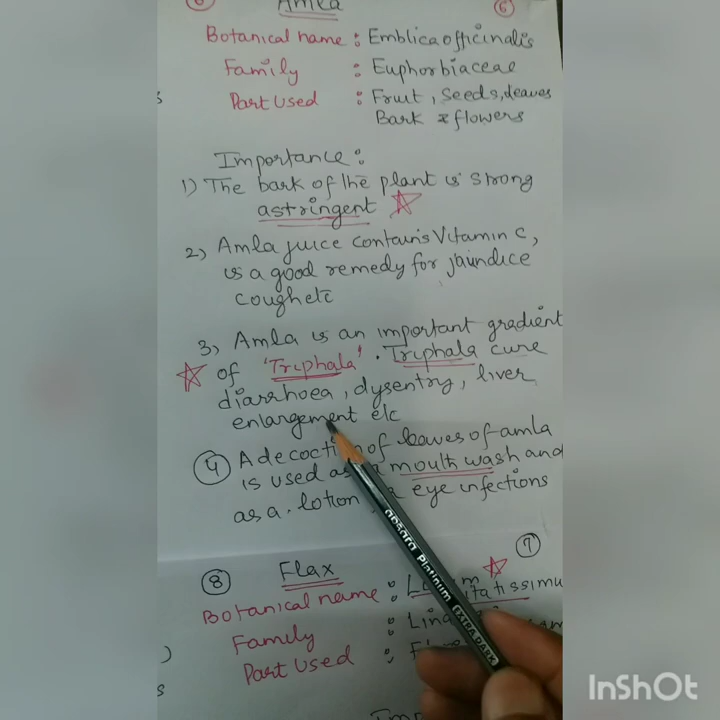 Amla
6
Botanical name : Emblica officinalis
Family : Euphorbiaceae
Part Used : Fruit, Seeds, leaves
Bark & flowers
Importance :
1) The bark of the plant is strong
astringent
2) Amla juice contains Vitamin C,
is a good remedy for jaundice
cough etc
3) Amla is an important gradient
of 'Triphala'. Triphala cure
diarrhoea, dysentry, liver
enlargement etc
4 A decoction of leaves of amla
is used as a mouth wash and
as a lotion eye infections
7
8 Flax
Botanical name :
Family :
Part Used :
apsara Platinum EXTRA DARK
InShOt